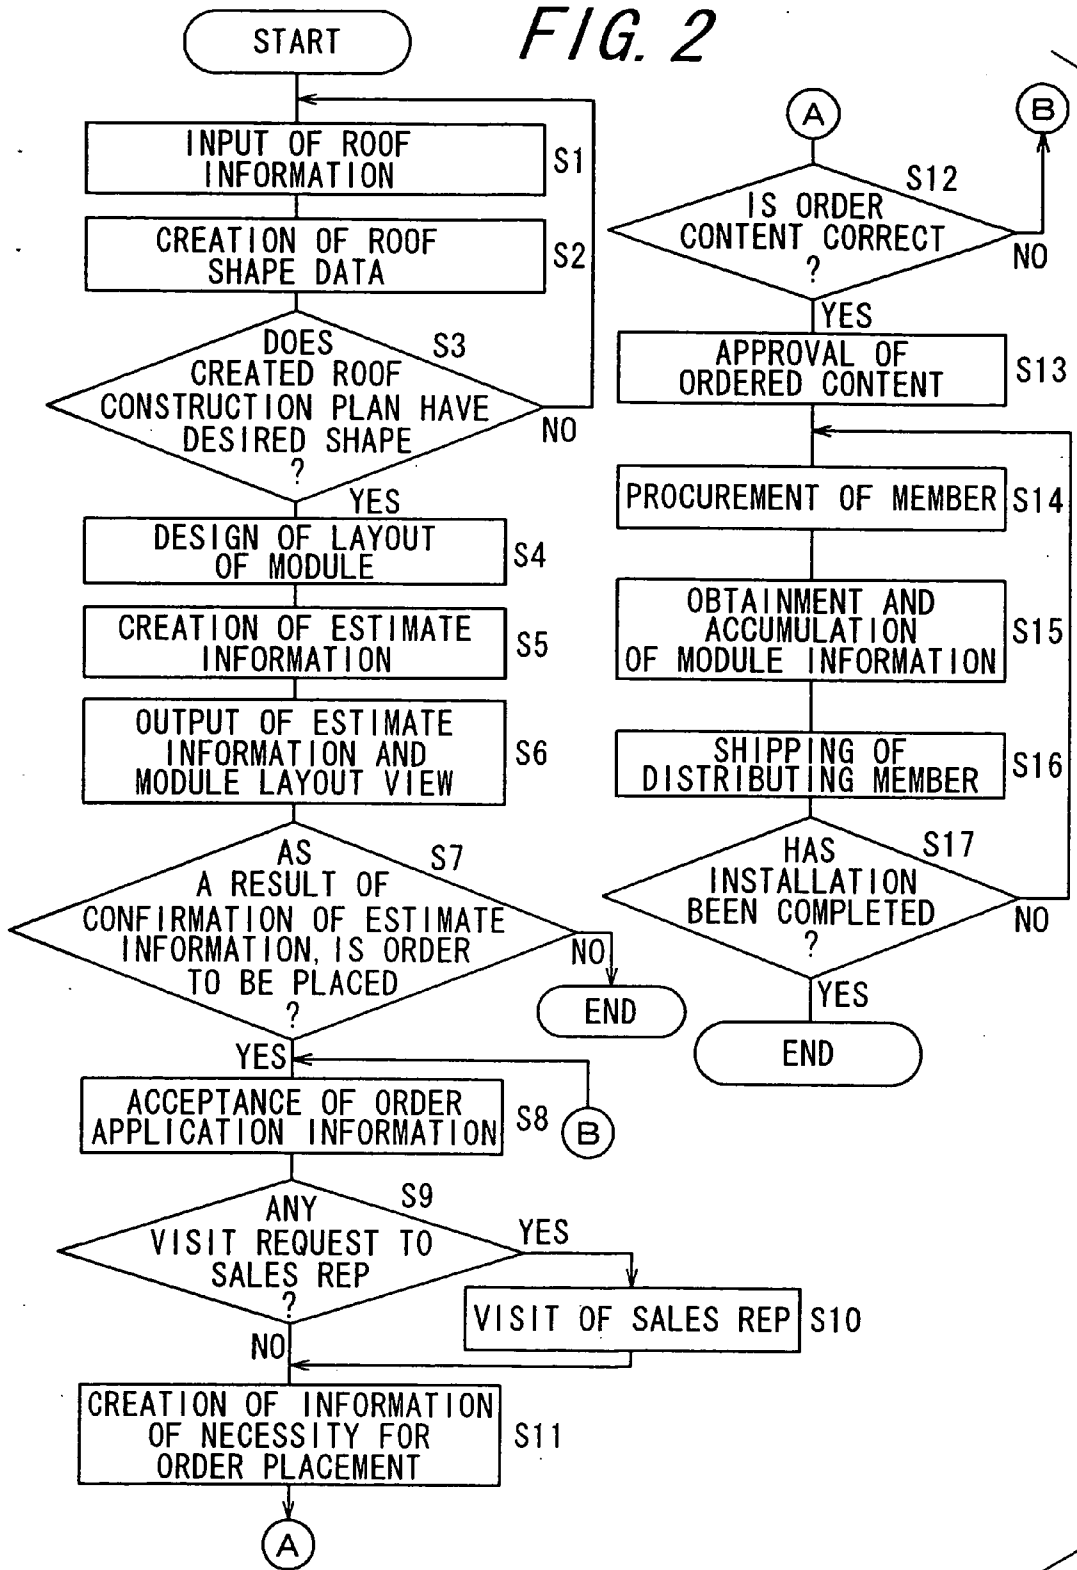 FIG. 2
START
INPUT OF ROOF
INFORMATION
S1
CREATION OF ROOF
SHAPE DATA
S2
DOES
CREATED ROOF
CONSTRUCTION PLAN HAVE
DESIRED SHAPE
?
S3
NO
YES
DESIGN OF LAYOUT
OF MODULE
S4
CREATION OF ESTIMATE
INFORMATION
S5
OUTPUT OF ESTIMATE
INFORMATION AND
MODULE LAYOUT VIEW
S6
AS
A RESULT OF
CONFIRMATION OF ESTIMATE
INFORMATION, IS ORDER
TO BE PLACED
?
S7
NO
END
YES
ACCEPTANCE OF ORDER
APPLICATION INFORMATION
S8
B
ANY
VISIT REQUEST TO
SALES REP
?
S9
YES
VISIT OF SALES REP
S10
NO
CREATION OF INFORMATION
OF NECESSITY FOR
ORDER PLACEMENT
S11
A
A
B
IS ORDER
CONTENT CORRECT
?
S12
NO
YES
APPROVAL OF
ORDERED CONTENT
S13
PROCUREMENT OF MEMBER
S14
OBTAINMENT AND
ACCUMULATION
OF MODULE INFORMATION
S15
SHIPPING OF
DISTRIBUTING MEMBER
S16
HAS
INSTALLATION
BEEN COMPLETED
?
S17
NO
YES
END